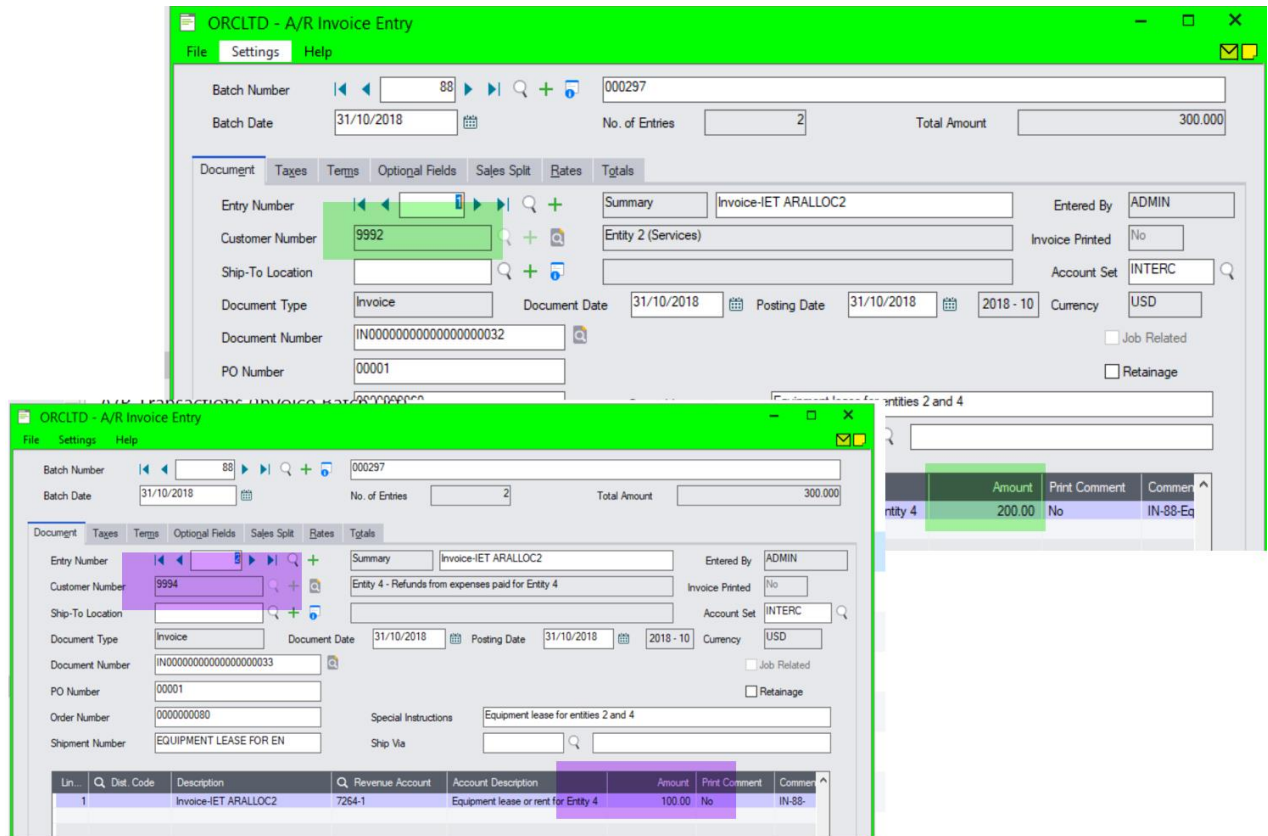 ORCLTD - A/R Invoice Entry
File Settings Help
Batch Number 88 000297
Batch Date 31/10/2018 No. of Entries 2 Total Amount 300.000
Document Taxes Terms Optional Fields Sales Split Rates Totals
Entry Number 1 Summary Invoice-IET ARALLOC2 Entered By ADMIN
Customer Number 9992 Entity 2 (Services) Invoice Printed No
Ship-To Location Account Set INTERC
Document Type Invoice Document Date 31/10/2018 Posting Date 31/10/2018 2018 - 10 Currency USD
Document Number IN00000000000000000032 Job Related
PO Number 00001 Retainage
Equipment lease for entities 2 and 4
Amount Print Comment Commen
ntity 4 200.00 No IN-88-Eq
A/R Transactions (Invoice Batch List)
ORCLTD - A/R Invoice Entry
File Settings Help
Batch Number 88 000297
Batch Date 31/10/2018 No. of Entries 2 Total Amount 300.000
Document Taxes Terms Optional Fields Sales Split Rates Totals
Entry Number 2 Summary Invoice-IET ARALLOC2 Entered By ADMIN
Customer Number 9994 Entity 4 - Refunds from expenses paid for Entity 4 Invoice Printed No
Ship-To Location Account Set INTERC
Document Type Invoice Document Date 31/10/2018 Posting Date 31/10/2018 2018 - 10 Currency USD
Document Number IN00000000000000000033 Job Related
PO Number 00001 Retainage
Order Number 0000000080 Special Instructions Equipment lease for entities 2 and 4
Shipment Number EQUIPMENT LEASE FOR EN Ship Via
Lin... Dist. Code Description Revenue Account Account Description Amount Print Comment Commen
1 Invoice-IET ARALLOC2 7264-1 Equipment lease or rent for Entity 4 100.00 No IN-88-